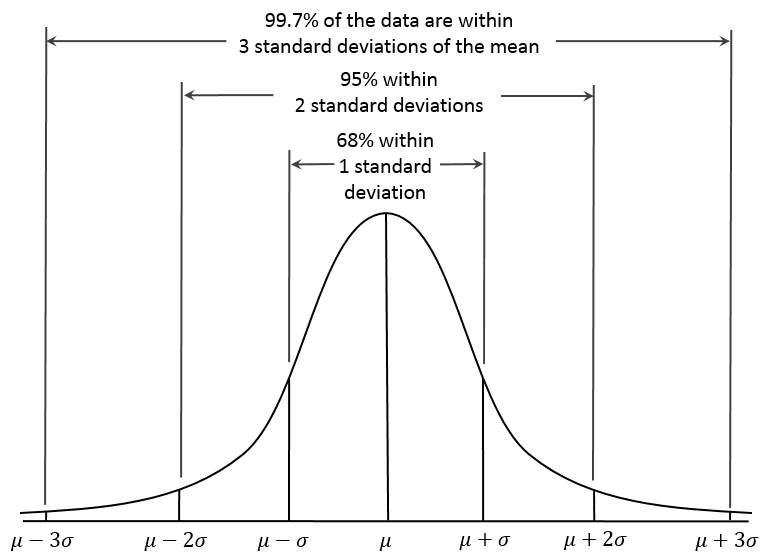 99.7% of the data are within
3 standard deviations of the mean
95% within
2 standard deviations
68% within
1 standard
deviation
μ − 3σ μ − 2σ μ − σ μ μ + σ μ + 2σ μ + 3σ